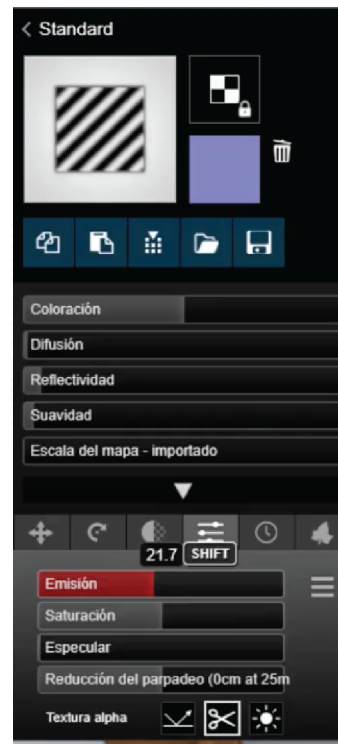 Standard
Coloración
Difusión
Reflectividad
Suavidad
Escala del mapa - importado
21.7 SHIFT
Emisión
Saturación
Especular
Reducción del parpadeo (0cm at 25m
Textura alpha